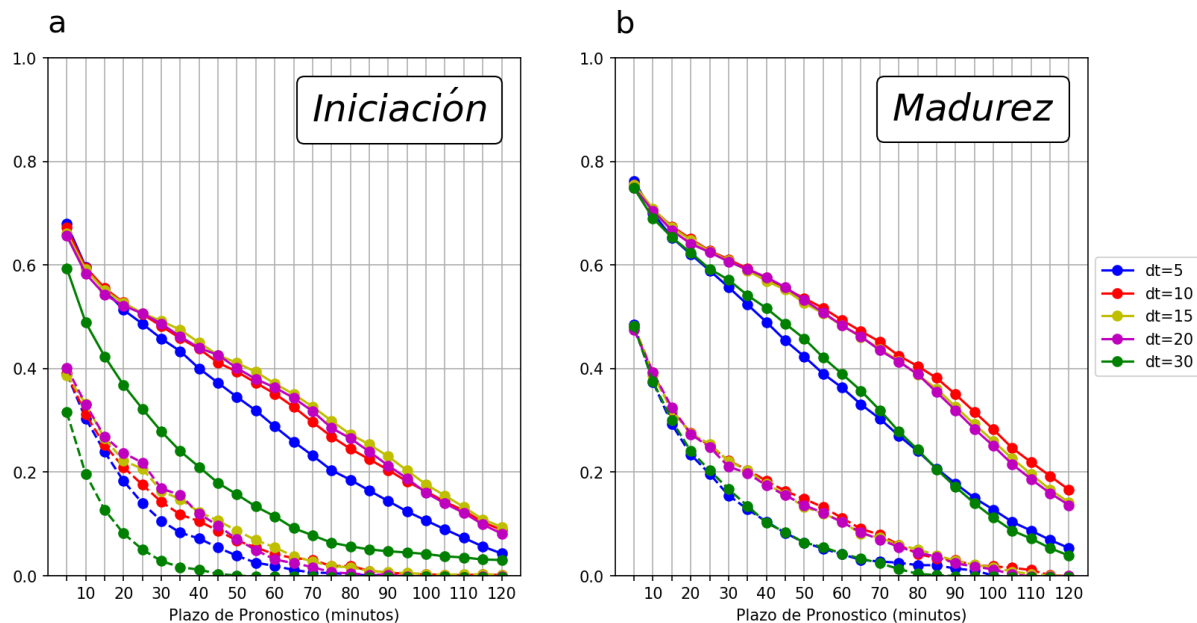 a
b
Iniciación
Madurez
1.0
0.8
0.6
0.4
0.2
0.0
10 20 30 40 50 60 70 80 90 100 110 120
Plazo de Pronostico (minutos)
1.0
0.8
0.6
0.4
0.2
0.0
10 20 30 40 50 60 70 80 90 100 110 120
Plazo de Pronostico (minutos)
dt=5
dt=10
dt=15
dt=20
dt=30